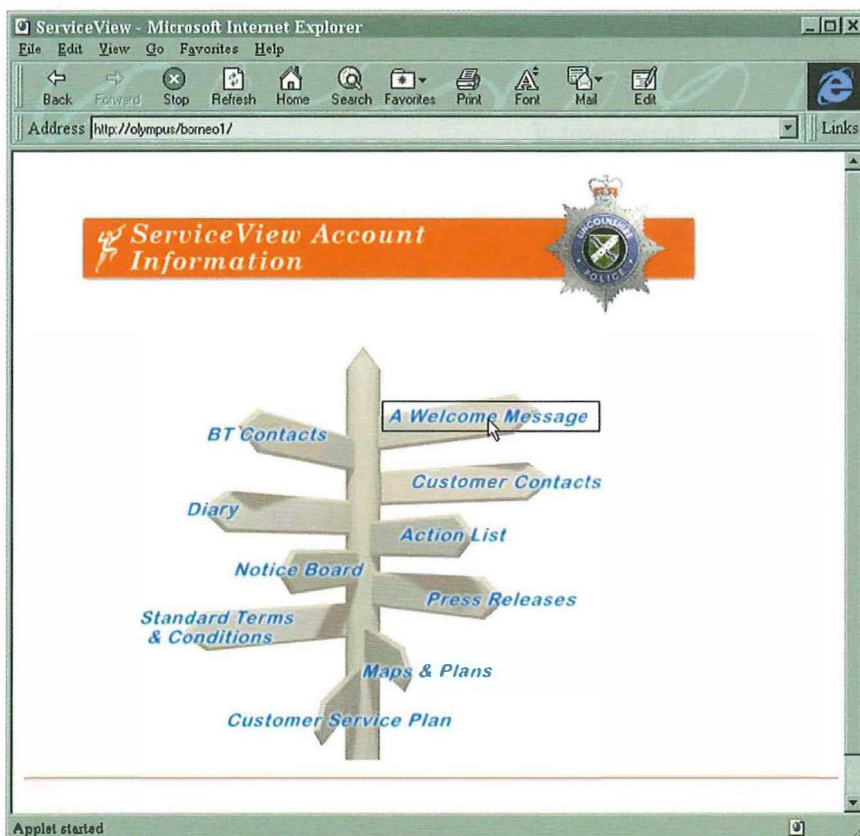 ServiceView - Microsoft Internet Explorer
File Edit View Go Favorites Help
Back Forward Stop Refresh Home Search Favorites Print Font Mail Edit
Address http://olympus/borneo1/ Links
ServiceView Account
Information
LINCOLNSHIRE
POLICE
A Welcome Message
BT Contacts
Customer Contacts
Diary
Action List
Notice Board
Press Releases
Standard Terms
& Conditions
Maps & Plans
Customer Service Plan
Applet started